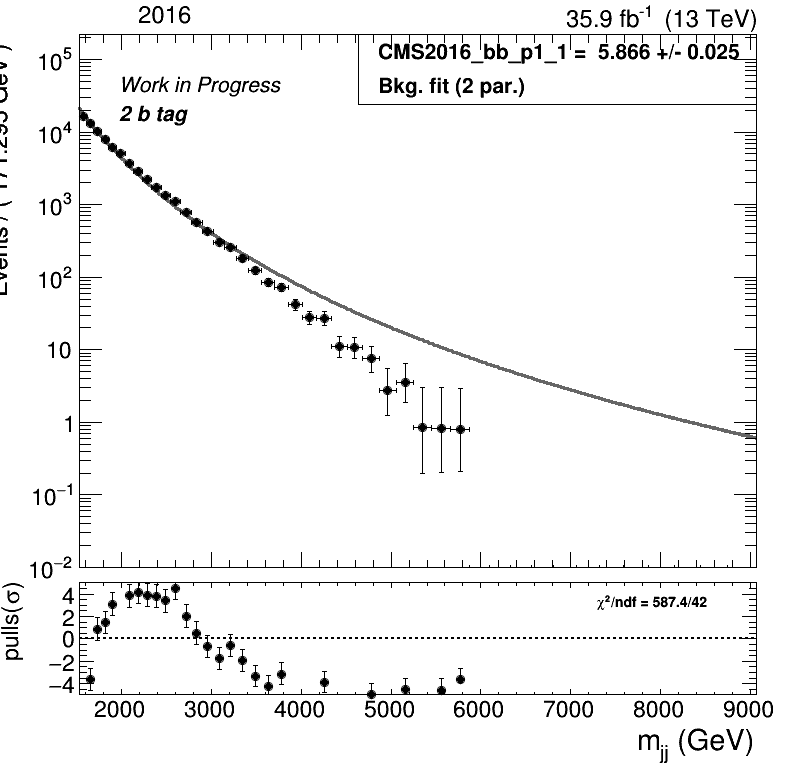 2016
35.9 fb⁻¹ (13 TeV)
CMS2016_bb_p1_1 = 5.866 +/- 0.025
Bkg. fit (2 par.)
Work in Progress
2 b tag
10⁵
10⁴
10³
10²
10
1
10⁻¹
10⁻²
χ²/ndf = 587.4/42
pulls(σ)
4
2
0
−2
−4
2000 3000 4000 5000 6000 7000 8000 9000
m_jj (GeV)